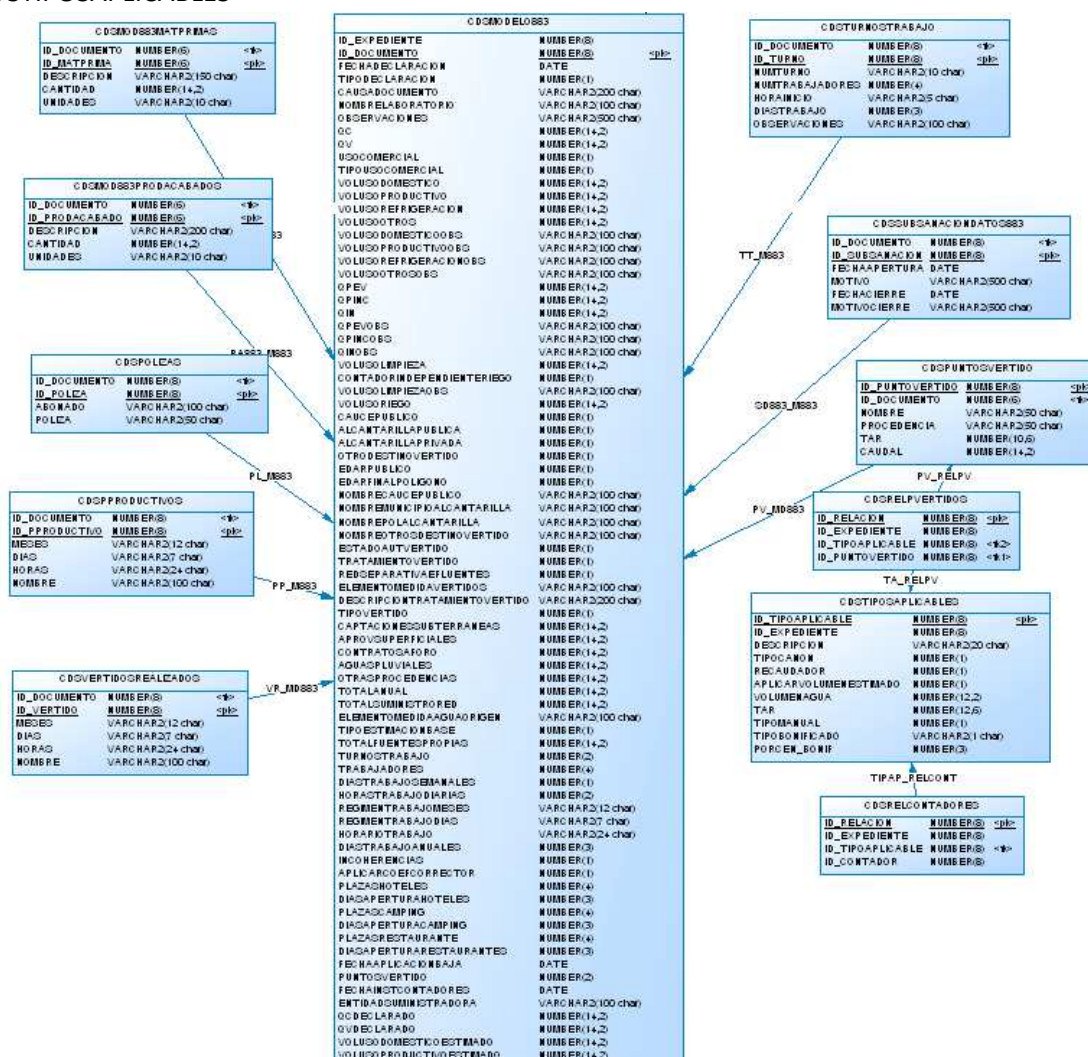 CDSMOD883MATPRIMAS
ID_DOCUMENTO NUMBER(6) <fk>
ID_MATPRIMA NUMBER(6) <pk>
DESCRIPCION VARCHAR2(150 char)
CANTIDAD NUMBER(14,2)
UNIDADES VARCHAR2(10 char)
CDSMOD883PRODACABADOS
ID_DOCUMENTO NUMBER(6) <fk>
ID_PRODACABADO NUMBER(6) <pk>
DESCRIPCION VARCHAR2(200 char)
CANTIDAD NUMBER(14,2)
UNIDADES VARCHAR2(10 char)
PA883_M883
CDSPOLEAS
ID_DOCUMENTO NUMBER(8) <fk>
ID_POLEZA NUMBER(8) <pk>
ABONADO VARCHAR2(100 char)
POLEZA VARCHAR2(50 char)
PL_M883
CDSPPRODUCTIVOS
ID_DOCUMENTO NUMBER(8) <fk>
ID_PPRODUCTIVO NUMBER(8) <pk>
MESES VARCHAR2(12 char)
DIAS VARCHAR2(7 char)
HORAS VARCHAR2(24 char)
NOMBRE VARCHAR2(100 char)
PP_M883
CDSVERTIDOSREALEADOS
ID_DOCUMENTO NUMBER(8) <fk>
ID_VERTIDO NUMBER(8) <pk>
MESES VARCHAR2(12 char)
DIAS VARCHAR2(7 char)
HORAS VARCHAR2(24 char)
NOMBRE VARCHAR2(100 char)
VR_MD883
CDSMODELO883
ID_EXPEDIENTE NUMBER(8)
ID_DOCUMENTO NUMBER(8) <pk>
FECHADECLARACION DATE
TIPODECLARACION NUMBER(1)
CAUSADOCUMENTO VARCHAR2(200 char)
NOMBRELABORATORIO VARCHAR2(100 char)
OBSERVACIONES VARCHAR2(500 char)
QC NUMBER(14,2)
QV NUMBER(14,2)
USOCOMERCIAL NUMBER(1)
TIPOUSOCOMERCIAL NUMBER(1)
VOLUSODOMESTICO NUMBER(14,2)
VOLUSOPRODUCTIVO NUMBER(14,2)
VOLUSOREFRIGERACION NUMBER(14,2)
VOLUSOOTROS NUMBER(14,2)
VOLUSODOMESTICOOBS VARCHAR2(100 char)
VOLUSOPRODUCTIVOOBS VARCHAR2(100 char)
VOLUSOREFRIGERACIONOBS VARCHAR2(100 char)
VOLUSOOTROSOBS VARCHAR2(100 char)
QPEV NUMBER(14,2)
QPINC NUMBER(14,2)
QIN NUMBER(14,2)
QPEVOBS VARCHAR2(100 char)
QPINCOBS VARCHAR2(100 char)
QINOBS VARCHAR2(100 char)
VOLUSOLIMPIEZA NUMBER(14,2)
CONTADORINDEPENDIENTERIEGO NUMBER(1)
VOLUSOLIMPIEZAOBS VARCHAR2(100 char)
VOLUSORIEGO NUMBER(14,2)
CAUCEPUBLICO NUMBER(1)
ALCANTARILLAPUBLICA NUMBER(1)
ALCANTARILLAPRIVADA NUMBER(1)
OTRODESTINOVERTIDO NUMBER(1)
EDARPUBLICO NUMBER(1)
EDARFINALPOLIGONO NUMBER(1)
NOMBRECAUCEPUBLICO VARCHAR2(100 char)
NOMBREMUNICIPIOALCANTARILLA VARCHAR2(100 char)
NOMBREPOLALCANTARILLA VARCHAR2(100 char)
NOMBREOTROSDESTINOVERTIDO VARCHAR2(100 char)
ESTADOAUTVERTIDO NUMBER(1)
TRATAMIENTOVERTIDO NUMBER(1)
REDSEPARATIVAEFLUENTES NUMBER(1)
ELEMENTOMEDIDAVERTIDOS VARCHAR2(100 char)
DESCRIPCIONTRATAMIENTOVERTIDO VARCHAR2(200 char)
TIPOVERTIDO NUMBER(1)
CAPTACIONESSUBTERRANEAS NUMBER(14,2)
APROVSUPERFICIALES NUMBER(14,2)
CONTRATOSAFORO NUMBER(14,2)
AGUASPLUVIALES NUMBER(14,2)
OTRASPROCEDENCIAS NUMBER(14,2)
TOTALANUAL NUMBER(14,2)
TOTALSUMINISTRORED NUMBER(14,2)
ELEMENTOMEDIDAAGUAORIGEN VARCHAR2(100 char)
TIPOESTIMACIONBASE NUMBER(1)
TOTALFUENTESPROPIAS NUMBER(14,2)
TURNOSTRABAJO NUMBER(2)
TRABAJADORES NUMBER(4)
DIASTRABAJOSEMANALES NUMBER(1)
HORASTRABAJODIARIAS NUMBER(2)
REGIMENTRABAJOMESES VARCHAR2(12 char)
REGIMENTRABAJODIAS VARCHAR2(7 char)
HORARIOTRABAJO VARCHAR2(24 char)
DIASTRABAJOANUALES NUMBER(3)
INCOHERENCIAS NUMBER(1)
APLICARCOEFCORRECTOR NUMBER(1)
PLAZASHOTELES NUMBER(4)
DIASAPERTURAHOTELES NUMBER(3)
PLAZASCAMPING NUMBER(4)
DIASAPERTURACAMPING NUMBER(3)
PLAZASRESTAURANTE NUMBER(4)
DIASAPERTURARESTAURANTES NUMBER(3)
FECHAAPLICACIONBAJA DATE
PUNTOSVERTIDO NUMBER(2)
FECHAINSTCONTADORES DATE
ENTIDADSUMINISTRADORA VARCHAR2(100 char)
QCDECLARADO NUMBER(14,2)
QVDECLARADO NUMBER(14,2)
VOLUSODOMESTICOESTIMADO NUMBER(14,2)
VOLUSOPRODUCTIVOESTIMADO NUMBER(14,2)
CDSTURNOSTRABAJO
ID_DOCUMENTO NUMBER(8) <fk>
ID_TURNO NUMBER(8) <pk>
NUMTURNO VARCHAR2(10 char)
NUMTRABAJADORES NUMBER(4)
HORAINICIO VARCHAR2(5 char)
DIASTRABAJO NUMBER(3)
OBSERVACIONES VARCHAR2(100 char)
TT_M883
CDSSUBSANACIONDATOS883
ID_DOCUMENTO NUMBER(8) <fk>
ID_SUBSANACION NUMBER(8) <pk>
FECHAAPERTURA DATE
MOTIVO VARCHAR2(500 char)
FECHACIERRE DATE
MOTIVOCIERRE VARCHAR2(500 char)
SD883_M883
CDSPUNTOSVERTIDO
ID_PUNTOVERTIDO NUMBER(8) <pk>
ID_DOCUMENTO NUMBER(6) <fk>
NOMBRE VARCHAR2(50 char)
PROCEDENCIA VARCHAR2(50 char)
TAR NUMBER(10,6)
CAUDAL NUMBER(14,2)
PV_RELPV
PV_MD883
CDSRELPVERTIDOS
ID_RELACION NUMBER(8) <pk>
ID_EXPEDIENTE NUMBER(8)
ID_TIPOAPLICABLE NUMBER(8) <fk2>
ID_PUNTOVERTIDO NUMBER(8) <fk1>
TA_RELPV
CDSTIPOSAPLICABLES
ID_TIPOAPLICABLE NUMBER(8) <pk>
ID_EXPEDIENTE NUMBER(8)
DESCRIPCION VARCHAR2(20 char)
TIPOCANON NUMBER(1)
RECAUDADOR NUMBER(1)
APLICARVOLUMENESTIMADO NUMBER(1)
VOLUMENAGUA NUMBER(12,2)
TAR NUMBER(12,6)
TIPOMANUAL NUMBER(1)
TIPOBONIFICADO VARCHAR2(1 char)
PORCEN_BONIF NUMBER(3)
TIPAP_RELCONT
CDSRELCONTADORES
ID_RELACION NUMBER(8) <pk>
ID_EXPEDIENTE NUMBER(8)
ID_TIPOAPLICABLE NUMBER(8) <fk>
ID_CONTADOR NUMBER(8)